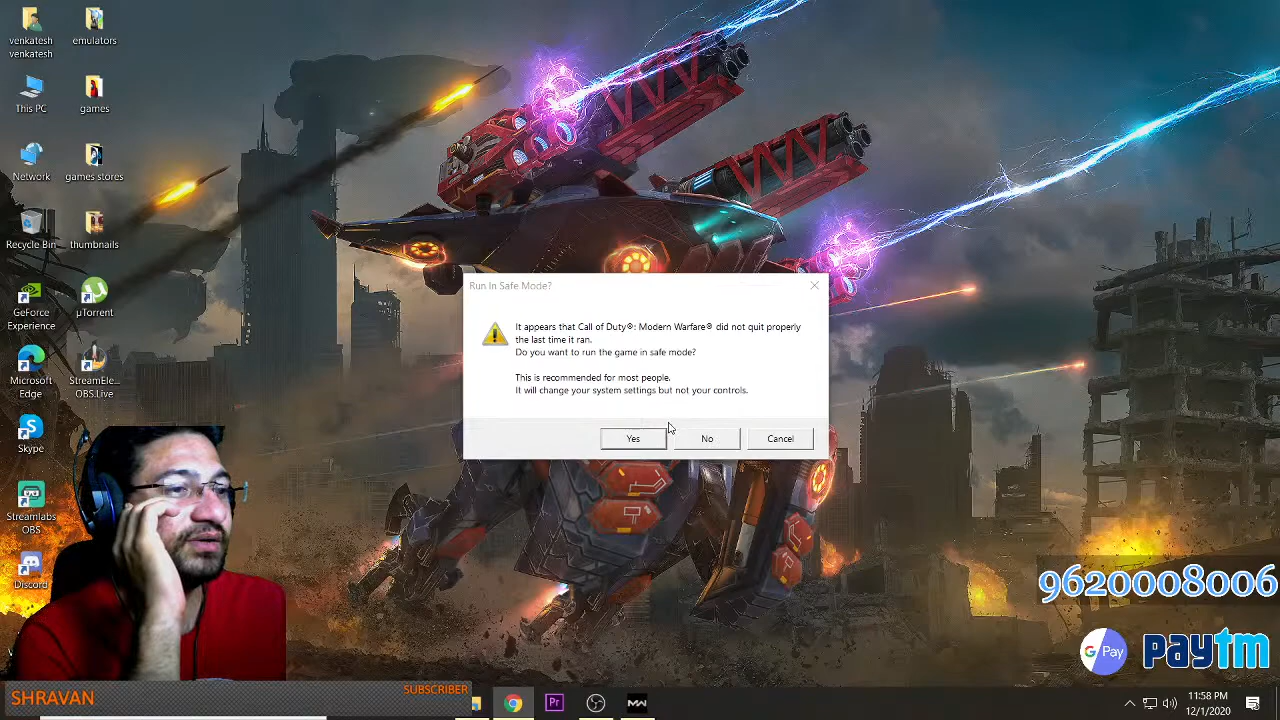 venkatesh
venkatesh
emulators
This PC
games
Network
games stores
Recycle Bin
thumbnails
GeForce
Experience
µTorrent
Microsoft
Edge
StreamEle...
OBS.Live
Skype
Streamlabs
OBS
Discord
Run In Safe Mode?
It appears that Call of Duty®: Modern Warfare® did not quit properly
the last time it ran.
Do you want to run the game in safe mode?
This is recommended for most people.
It will change your system settings but not your controls.
Yes
No
Cancel
9620008006
G Pay
paytm
SHRAVAN
SUBSCRIBER
Pr
MW
11:58 PM
12/1/2020